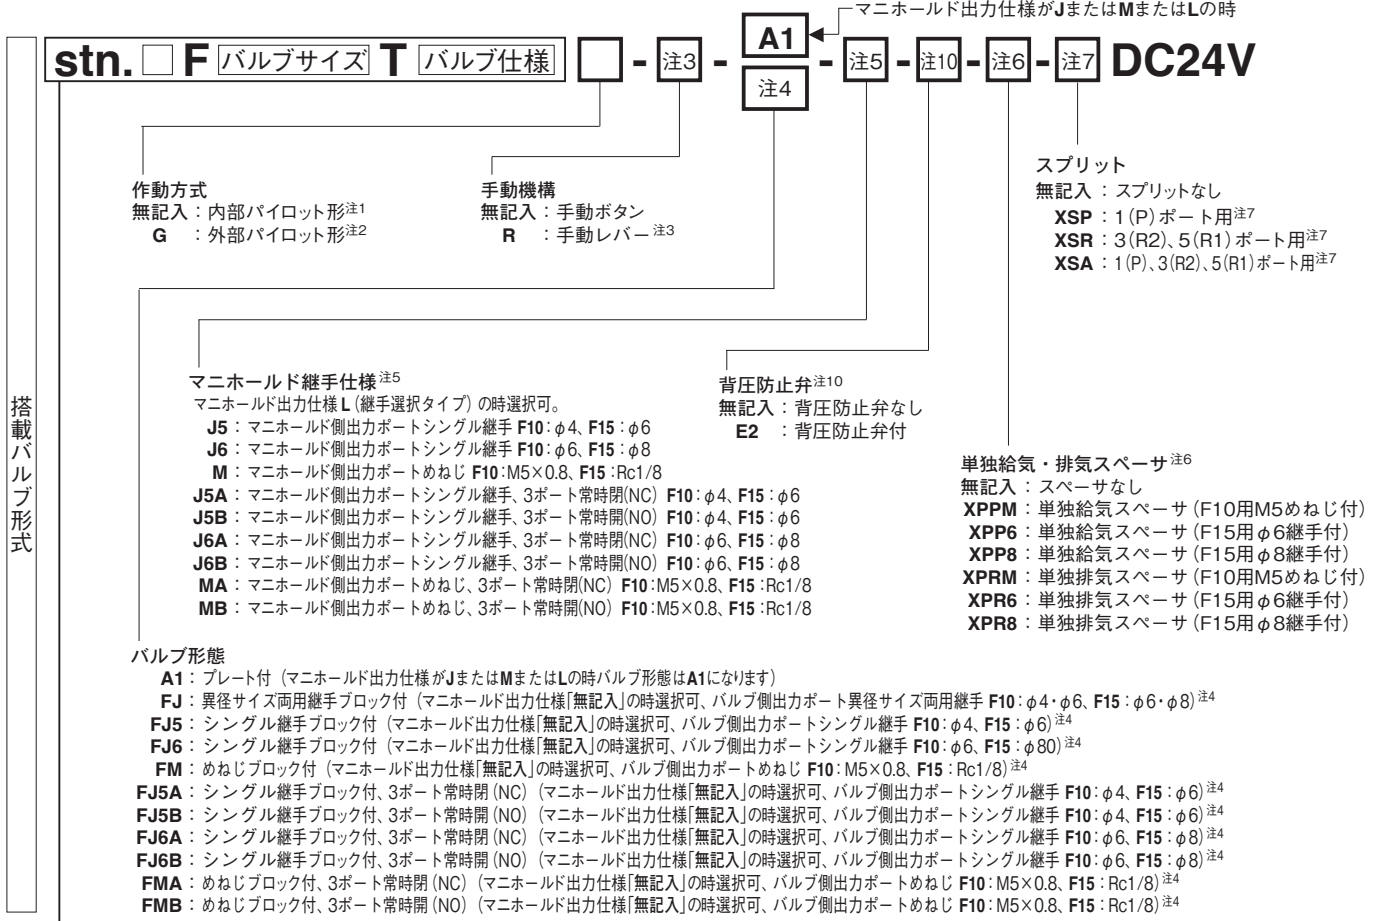 マニホールド出力仕様がJまたはMまたはLの時
stn. □ F バルブサイズ T バルブ仕様 □ - 注3 - A1 - 注5 - 注10 - 注6 - 注7 DC24V
注4
搭載バルブ形式
作動方式
無記入：内部パイロット形注1
G ：外部パイロット形注2
手動機構
無記入：手動ボタン
R ：手動レバー注3
スプリット
無記入：スプリットなし
XSP：1(P)ポート用注7
XSR：3(R2)、5(R1)ポート用注7
XSA：1(P)、3(R2)、5(R1)ポート用注7
マニホールド継手仕様注5
マニホールド出力仕様L（継手選択タイプ）の時選択可。
J5：マニホールド側出力ポートシングル継手 F10：φ4、F15：φ6
J6：マニホールド側出力ポートシングル継手 F10：φ6、F15：φ8
M：マニホールド側出力ポートめねじ F10：M5×0.8、F15：Rc1/8
J5A：マニホールド側出力ポートシングル継手、3ポート常時閉(NC) F10：φ4、F15：φ6
J5B：マニホールド側出力ポートシングル継手、3ポート常時開(NO) F10：φ4、F15：φ6
J6A：マニホールド側出力ポートシングル継手、3ポート常時閉(NC) F10：φ6、F15：φ8
J6B：マニホールド側出力ポートシングル継手、3ポート常時開(NO) F10：φ6、F15：φ8
MA：マニホールド側出力ポートめねじ、3ポート常時閉(NC) F10：M5×0.8、F15：Rc1/8
MB：マニホールド側出力ポートめねじ、3ポート常時開(NO) F10：M5×0.8、F15：Rc1/8
背圧防止弁注10
無記入：背圧防止弁なし
E2 ：背圧防止弁付
単独給気・排気スペーサ注6
無記入：スペーサなし
XPPM：単独給気スペーサ（F10用M5めねじ付）
XPP6：単独給気スペーサ（F15用φ6継手付）
XPP8：単独給気スペーサ（F15用φ8継手付）
XPRM：単独排気スペーサ（F10用M5めねじ付）
XPR6：単独排気スペーサ（F15用φ6継手付）
XPR8：単独排気スペーサ（F15用φ8継手付）
バルブ形態
A1：プレート付（マニホールド出力仕様がJまたはMまたはLの時バルブ形態はA1になります）
FJ：異径サイズ両用継手ブロック付（マニホールド出力仕様「無記入」の時選択可、バルブ側出力ポート異径サイズ両用継手 F10：φ4・φ6、F15：φ6・φ8）注4
FJ5：シングル継手ブロック付（マニホールド出力仕様「無記入」の時選択可、バルブ側出力ポートシングル継手 F10：φ4、F15：φ6）注4
FJ6：シングル継手ブロック付（マニホールド出力仕様「無記入」の時選択可、バルブ側出力ポートシングル継手 F10：φ6、F15：φ80）注4
FM：めねじブロック付（マニホールド出力仕様「無記入」の時選択可、バルブ側出力ポートめねじ F10：M5×0.8、F15：Rc1/8）注4
FJ5A：シングル継手ブロック付、3ポート常時閉（NC）（マニホールド出力仕様「無記入」の時選択可、バルブ側出力ポートシングル継手 F10：φ4、F15：φ6）注4
FJ5B：シングル継手ブロック付、3ポート常時開（NO）（マニホールド出力仕様「無記入」の時選択可、バルブ側出力ポートシングル継手 F10：φ4、F15：φ6）注4
FJ6A：シングル継手ブロック付、3ポート常時閉（NC）（マニホールド出力仕様「無記入」の時選択可、バルブ側出力ポートシングル継手 F10：φ6、F15：φ8）注4
FJ6B：シングル継手ブロック付、3ポート常時開（NO）（マニホールド出力仕様「無記入」の時選択可、バルブ側出力ポートシングル継手 F10：φ6、F15：φ8）注4
FMA：めねじブロック付、3ポート常時閉（NC）（マニホールド出力仕様「無記入」の時選択可、バルブ側出力ポートめねじ F10：M5×0.8、F15：Rc1/8）注4
FMB：めねじブロック付、3ポート常時開（NO）（マニホールド出力仕様「無記入」の時選択可、バルブ側出力ポートめねじ F10：M5×0.8、F15：Rc1/8）注4